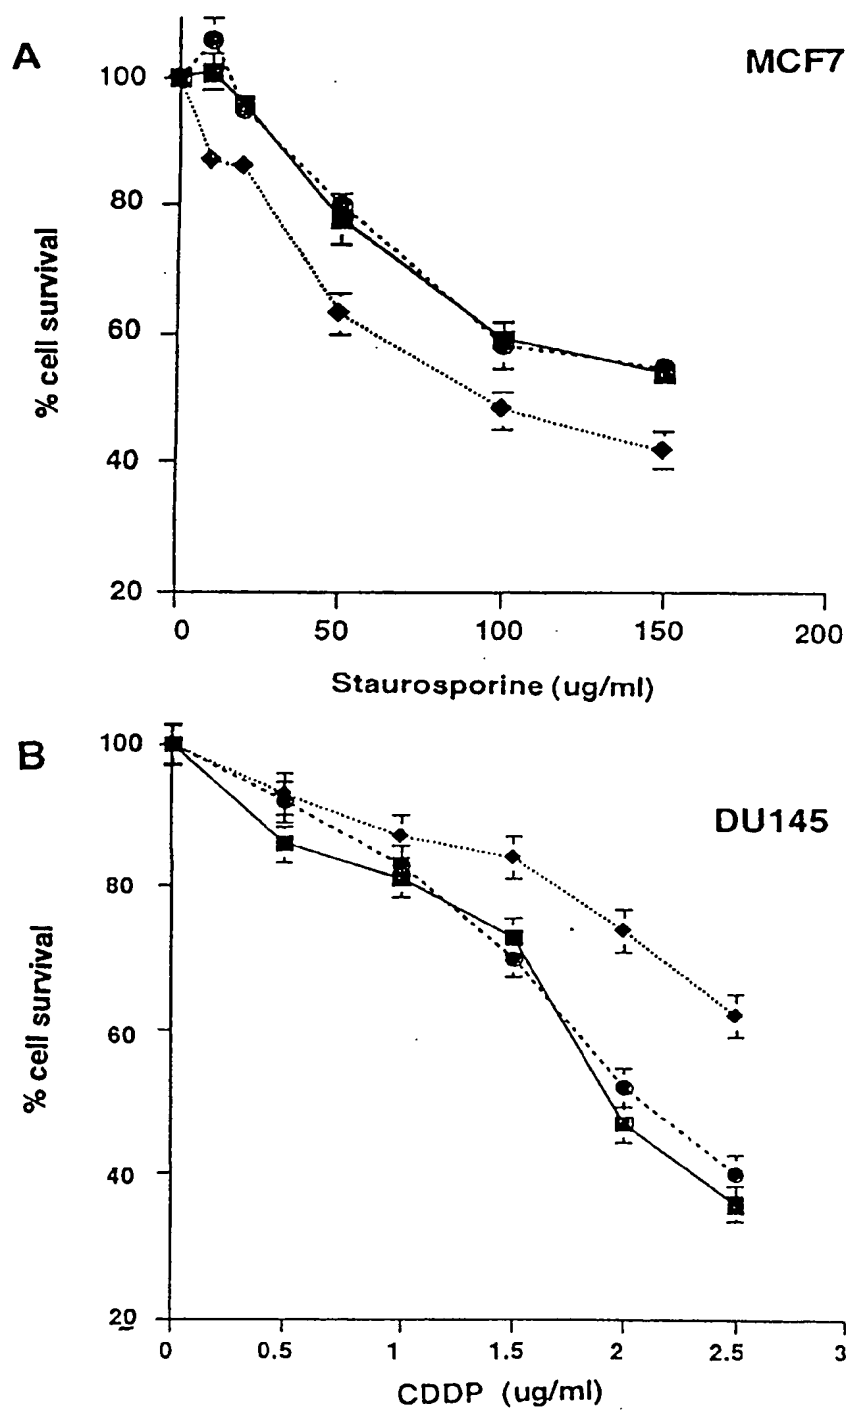 A
MCF7
100
80
60
40
20
% cell survival
0 50 100 150 200
Staurosporine (ug/ml)
B
DU145
100
80
60
40
20
% cell survival
0 0.5 1 1.5 2 2.5 3
CDDP (ug/ml)